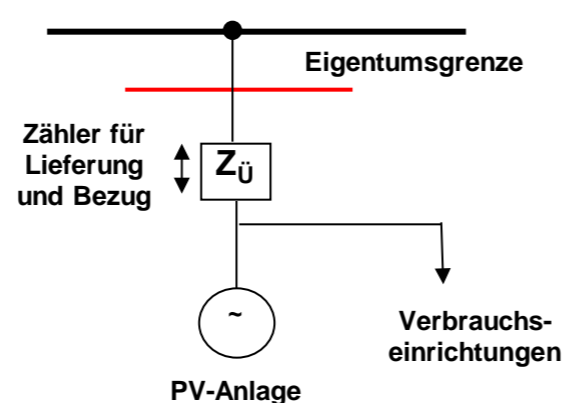 Eigentumsgrenze
Zähler für
Lieferung
und Bezug
ZÜ
~
Verbrauchs-
einrichtungen
PV-Anlage